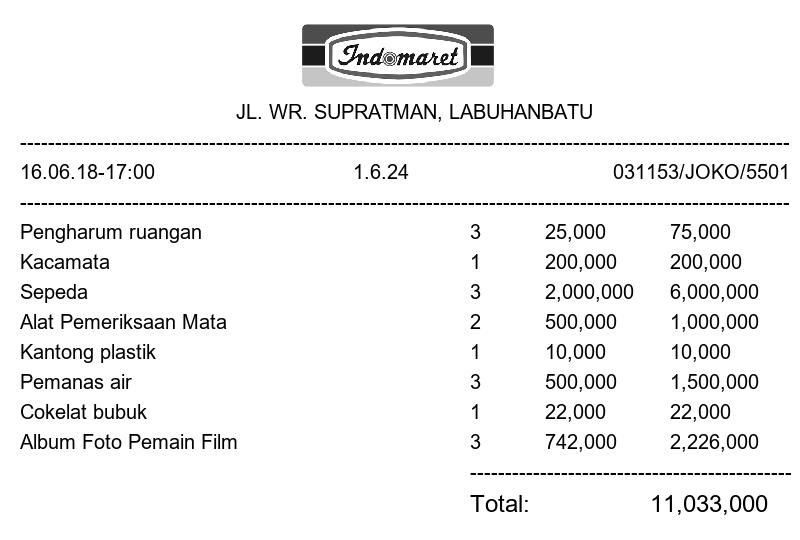 Indomaret
JL. WR. SUPRATMAN, LABUHANBATU
16.06.18-17:00 1.6.24 031153/JOKO/5501
Pengharum ruangan 3 25,000 75,000
Kacamata 1 200,000 200,000
Sepeda 3 2,000,000 6,000,000
Alat Pemeriksaan Mata 2 500,000 1,000,000
Kantong plastik 1 10,000 10,000
Pemanas air 3 500,000 1,500,000
Cokelat bubuk 1 22,000 22,000
Album Foto Pemain Film 3 742,000 2,226,000
Total: 11,033,000